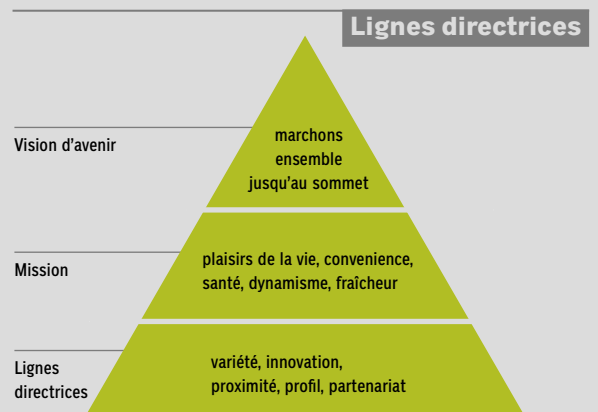 Lignes directrices
Vision d'avenir
marchons
ensemble
jusqu'au sommet
Mission
plaisirs de la vie, convenience,
santé, dynamisme, fraîcheur
Lignes
directrices
variété, innovation,
proximité, profil, partenariat